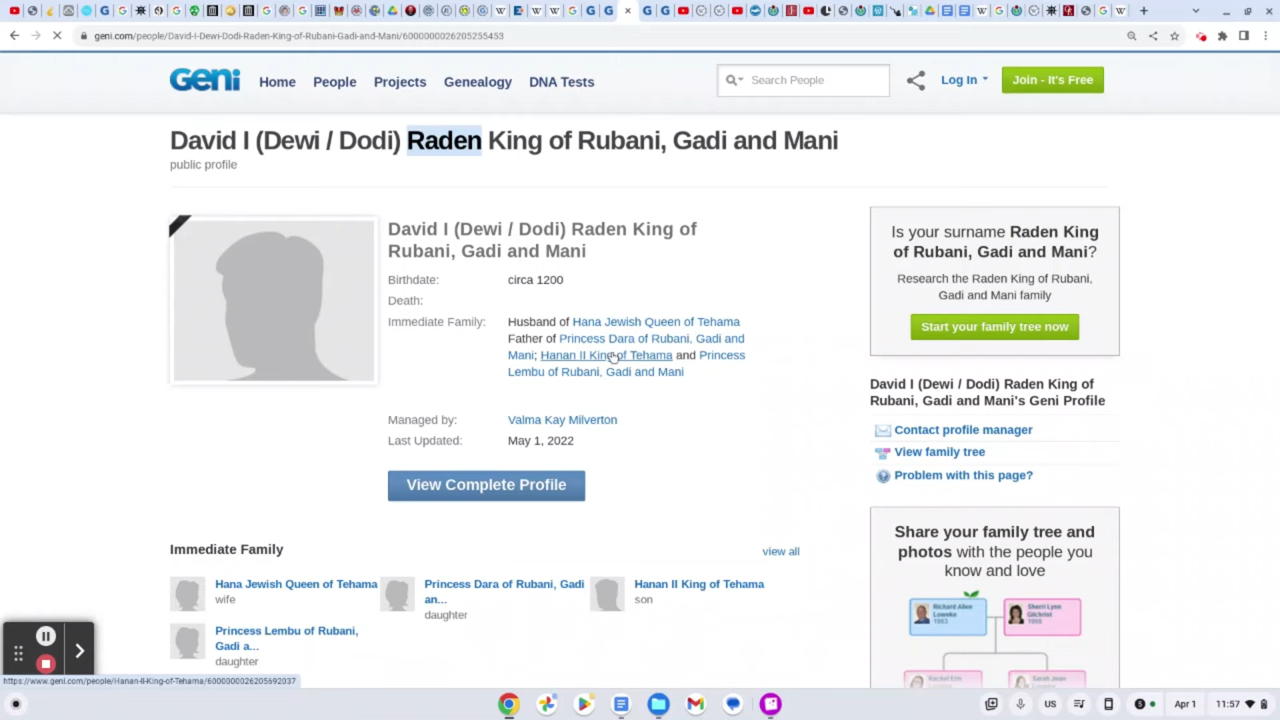 geni.com/people/David-I-Dewi-Dodi-Raden-King-of-Rubani-Gadi-and-Mani/6000000026205255453
Geni
Home
People
Projects
Genealogy
DNA Tests
Search People
Log In
Join - It's Free
David I (Dewi / Dodi) Raden King of Rubani, Gadi and Mani
public profile
David I (Dewi / Dodi) Raden King of
Rubani, Gadi and Mani
Birthdate: circa 1200
Death:
Immediate Family: Husband of Hana Jewish Queen of Tehama
Father of Princess Dara of Rubani, Gadi and
Mani; Hanan II King of Tehama and Princess
Lembu of Rubani, Gadi and Mani
Managed by: Valma Kay Milverton
Last Updated: May 1, 2022
View Complete Profile
Is your surname Raden King
of Rubani, Gadi and Mani?
Research the Raden King of Rubani,
Gadi and Mani family
Start your family tree now
David I (Dewi / Dodi) Raden King of
Rubani, Gadi and Mani's Geni Profile
Contact profile manager
View family tree
Problem with this page?
Immediate Family
view all
Hana Jewish Queen of Tehama
wife
Princess Dara of Rubani, Gadi
an...
daughter
Hanan II King of Tehama
son
Princess Lembu of Rubani,
Gadi a...
daughter
Share your family tree and
photos with the people you
know and love
Richard Allen
Loweke
Sherri Lynn
Gilchrist
https://www.geni.com/people/Hanan-II-King-of-Tehama/6000000026205692037
US
Apr 1
11:57